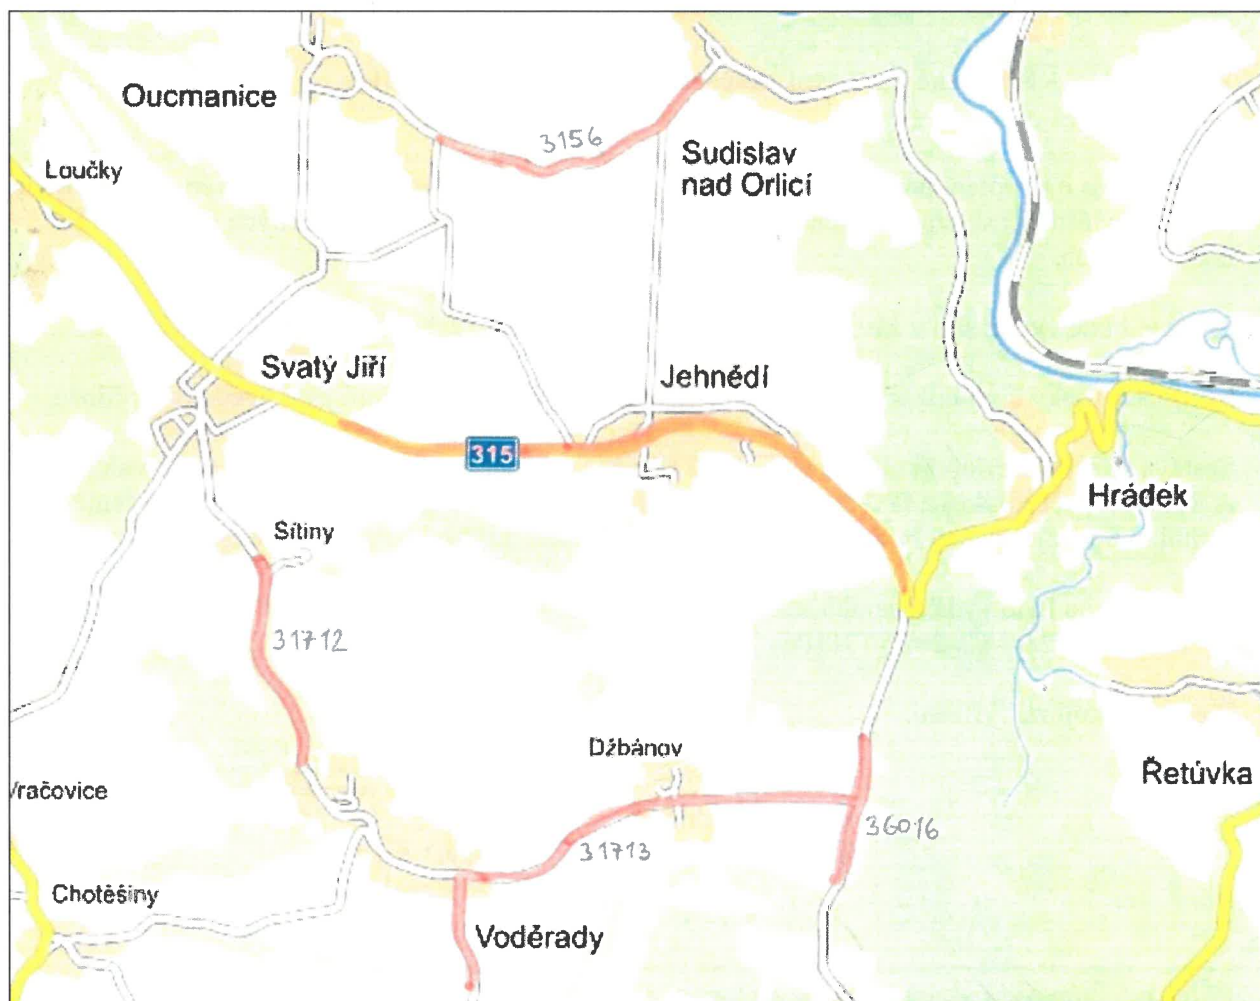 Oucmanice
3156
Sudislav
nad Orlicí
Loučky
Svatý Jiří
Jehnědí
315
Hrádek
Sítiny
31712
Džbánov
Řetůvka
Vračovice
36016
31713
Chotěšiny
Voděrady